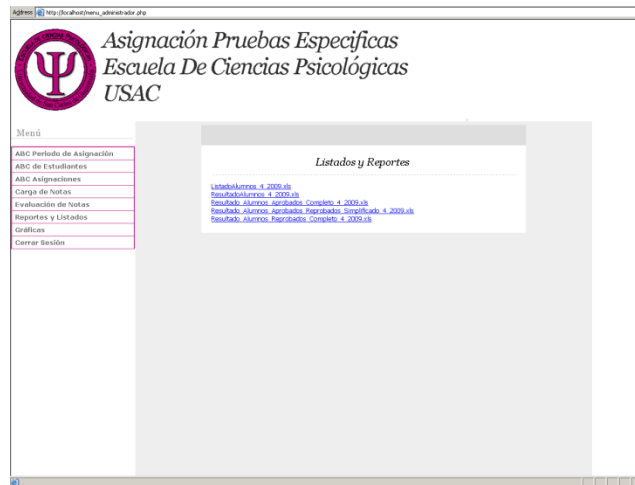 Address http://localhost/menu_administrador.php
Asignación Pruebas Especificas
Escuela De Ciencias Psicológicas
USAC
Menú
ABC Periodo de Asignación
ABC de Estudiantes
ABC Asignaciones
Carga de Notas
Evaluación de Notas
Reportes y Listados
Gráficas
Cerrar Sesión
Listados y Reportes
ListadoAlumnos_4_2009.xls
ResultadoAlumnos_4_2009.xls
Resultado_Alumnos_Aprobados_Completo_4_2009.xls
Resultado_Alumnos_Aprobados_Reprobados_Simplificado_4_2009.xls
Resultado_Alumnos_Reprobados_Completo_4_2009.xls